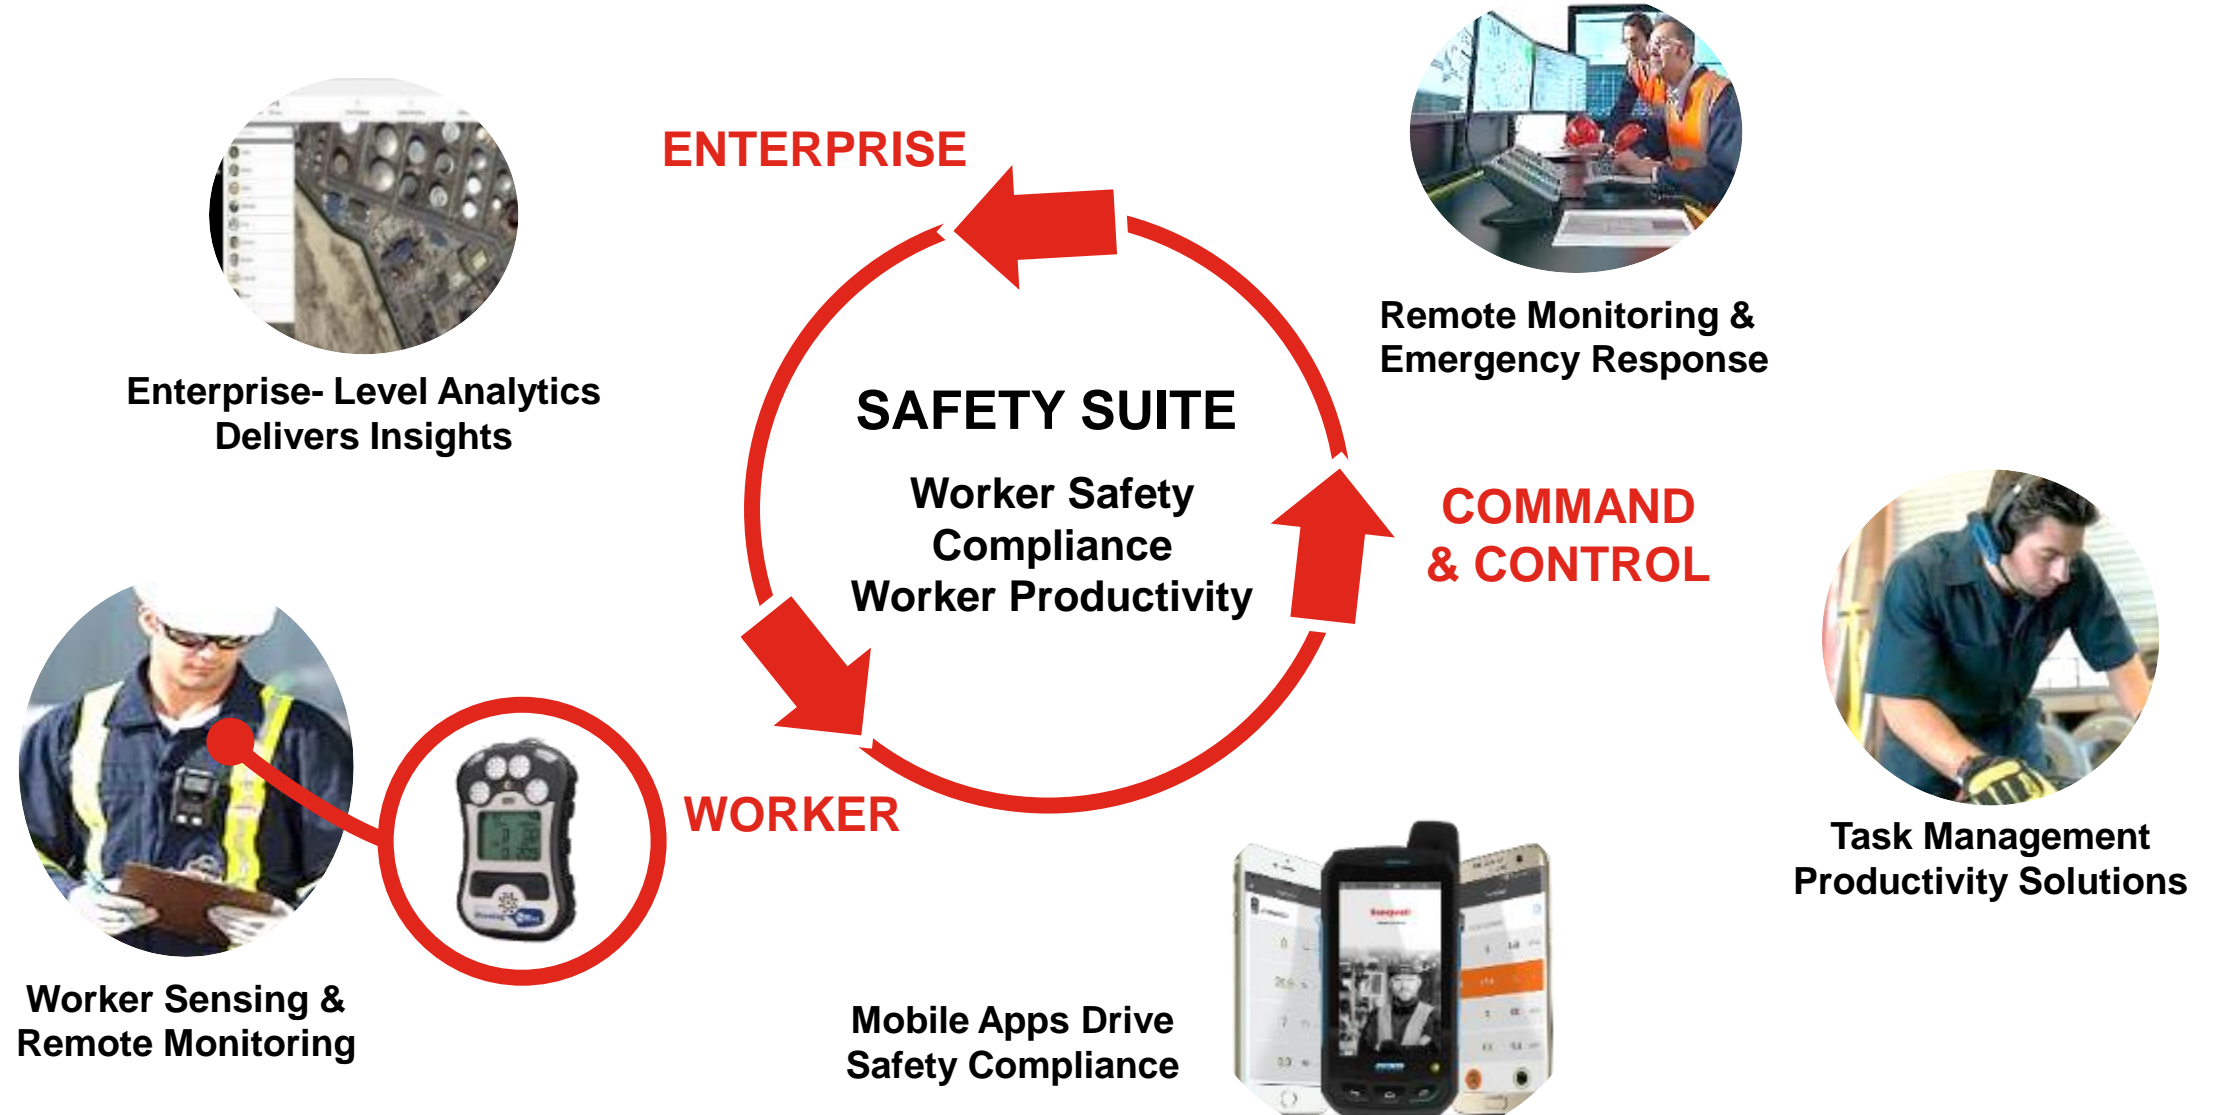 ENTERPRISE
Remote Monitoring &
Emergency Response
Enterprise- Level Analytics
Delivers Insights
SAFETY SUITE
Worker Safety
Compliance
Worker Productivity
COMMAND
& CONTROL
WORKER
Task Management
Productivity Solutions
Worker Sensing &
Remote Monitoring
Mobile Apps Drive
Safety Compliance
Honeywell